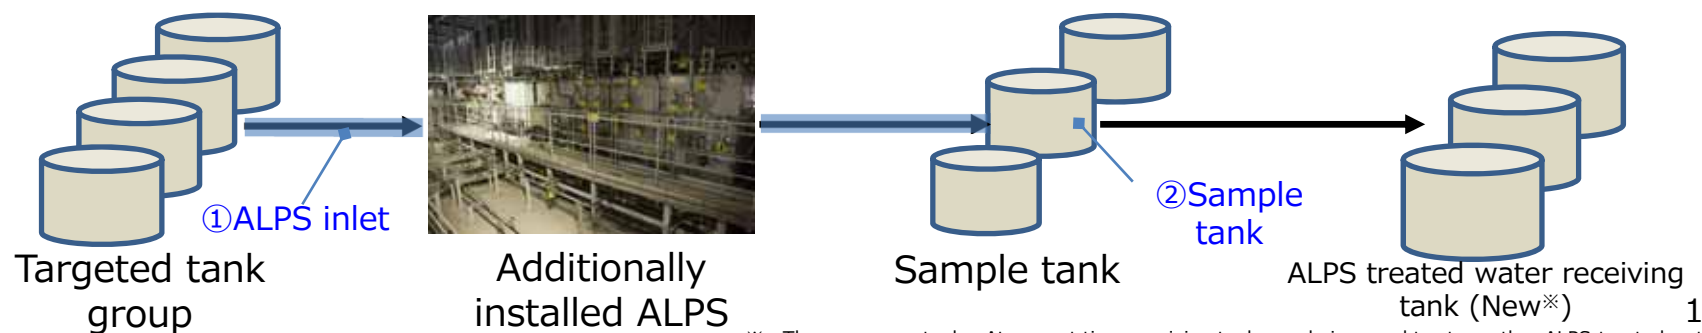 ①ALPS inlet
②Sample
tank
Targeted tank
group
Additionally
installed ALPS
Sample tank
ALPS treated water receiving
tank (New※)
1